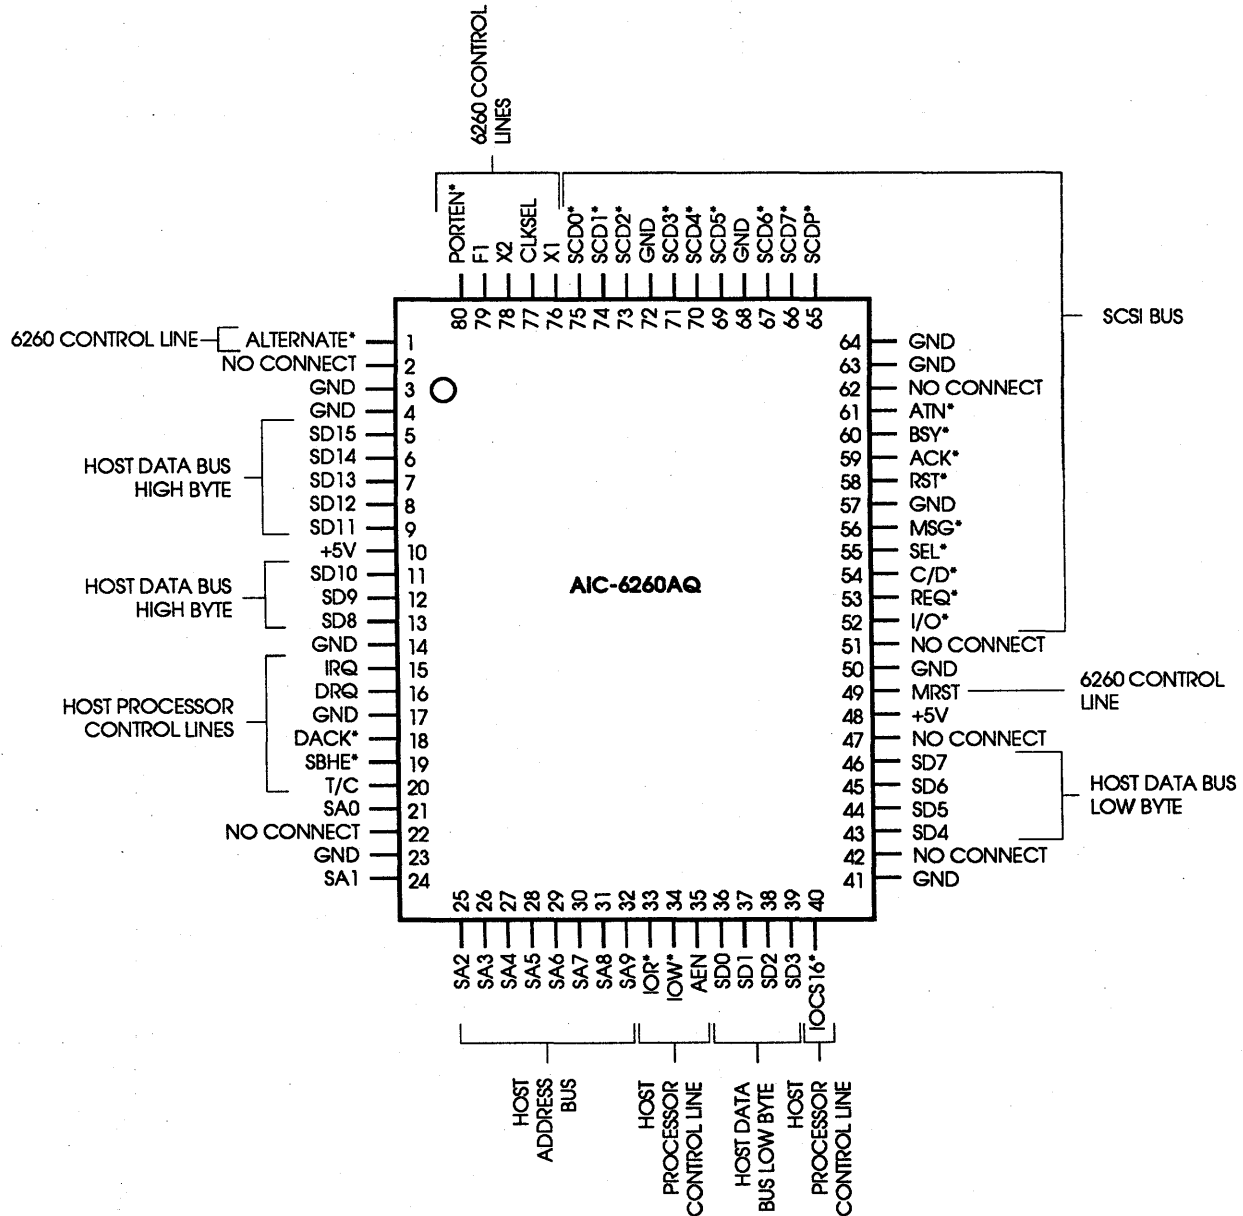 6260 CONTROL
LINES
PORTEN*
F1
X2
CLKSEL
X1
SCD0*
SCD1*
SCD2*
GND
SCD3*
SCD4*
SCD5*
GND
SCD6*
SCD7*
SCDP*
80
79
78
77
76
75
74
73
72
71
70
69
68
67
66
65
SCSI BUS
6260 CONTROL LINE
ALTERNATE* 1
NO CONNECT 2
GND 3
GND 4
SD15 5
SD14 6
SD13 7
SD12 8
SD11 9
HOST DATA BUS
HIGH BYTE
+5V 10
SD10 11
SD9 12
SD8 13
HOST DATA BUS
HIGH BYTE
GND 14
IRQ 15
DRQ 16
GND 17
DACK* 18
SBHE* 19
T/C 20
HOST PROCESSOR
CONTROL LINES
SA0 21
NO CONNECT 22
GND 23
SA1 24
AIC-6260AQ
64 GND
63 GND
62 NO CONNECT
61 ATN*
60 BSY*
59 ACK*
58 RST*
57 GND
56 MSG*
55 SEL*
54 C/D*
53 REQ*
52 I/O*
51 NO CONNECT
50 GND
49 MRST
6260 CONTROL
LINE
48 +5V
47 NO CONNECT
46 SD7
45 SD6
44 SD5
43 SD4
HOST DATA BUS
LOW BYTE
42 NO CONNECT
41 GND
25
26
27
28
29
30
31
32
33
34
35
36
37
38
39
40
SA2
SA3
SA4
SA5
SA6
SA7
SA8
SA9
IOR*
IOW*
AEN
SD0
SD1
SD2
SD3
IOCS16*
HOST
ADDRESS
BUS
HOST
PROCESSOR
CONTROL LINE
HOST DATA
BUS LOW BYTE
HOST
PROCESSOR
CONTROL LINE